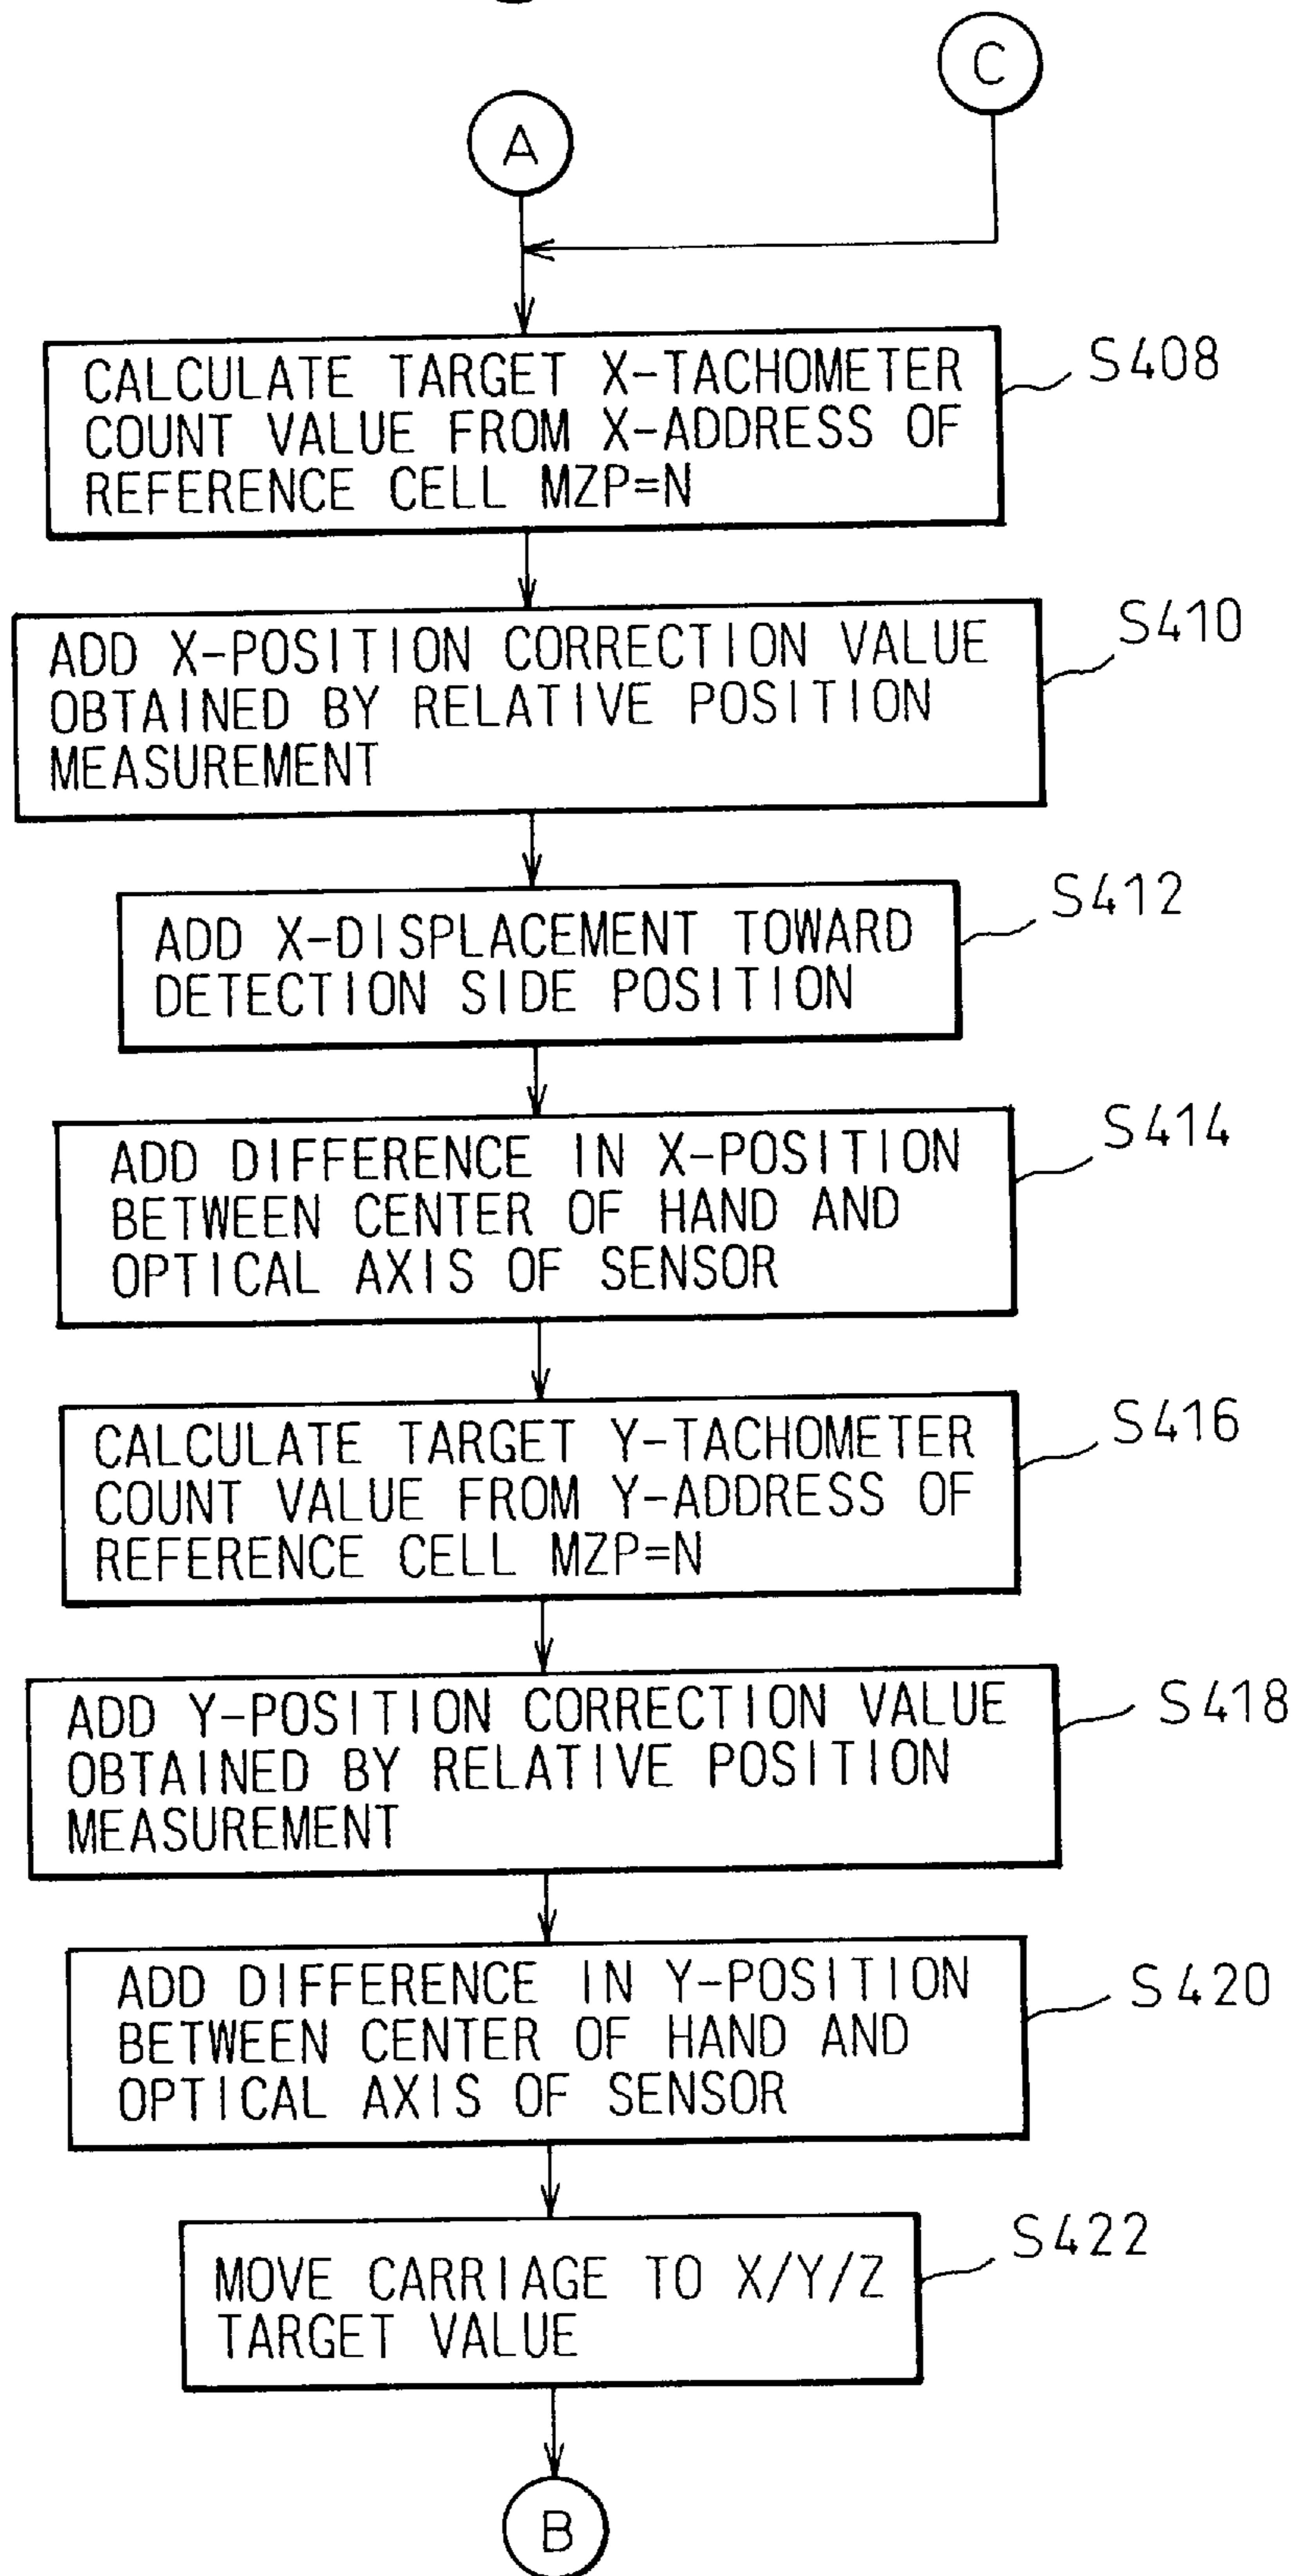 C
A
CALCULATE TARGET X-TACHOMETER
COUNT VALUE FROM X-ADDRESS OF
REFERENCE CELL MZP=N
S408
ADD X-POSITION CORRECTION VALUE
OBTAINED BY RELATIVE POSITION
MEASUREMENT
S410
ADD X-DISPLACEMENT TOWARD
DETECTION SIDE POSITION
S412
ADD DIFFERENCE IN X-POSITION
BETWEEN CENTER OF HAND AND
OPTICAL AXIS OF SENSOR
S414
CALCULATE TARGET Y-TACHOMETER
COUNT VALUE FROM Y-ADDRESS OF
REFERENCE CELL MZP=N
S416
ADD Y-POSITION CORRECTION VALUE
OBTAINED BY RELATIVE POSITION
MEASUREMENT
S418
ADD DIFFERENCE IN Y-POSITION
BETWEEN CENTER OF HAND AND
OPTICAL AXIS OF SENSOR
S420
MOVE CARRIAGE TO X/Y/Z
TARGET VALUE
S422
B